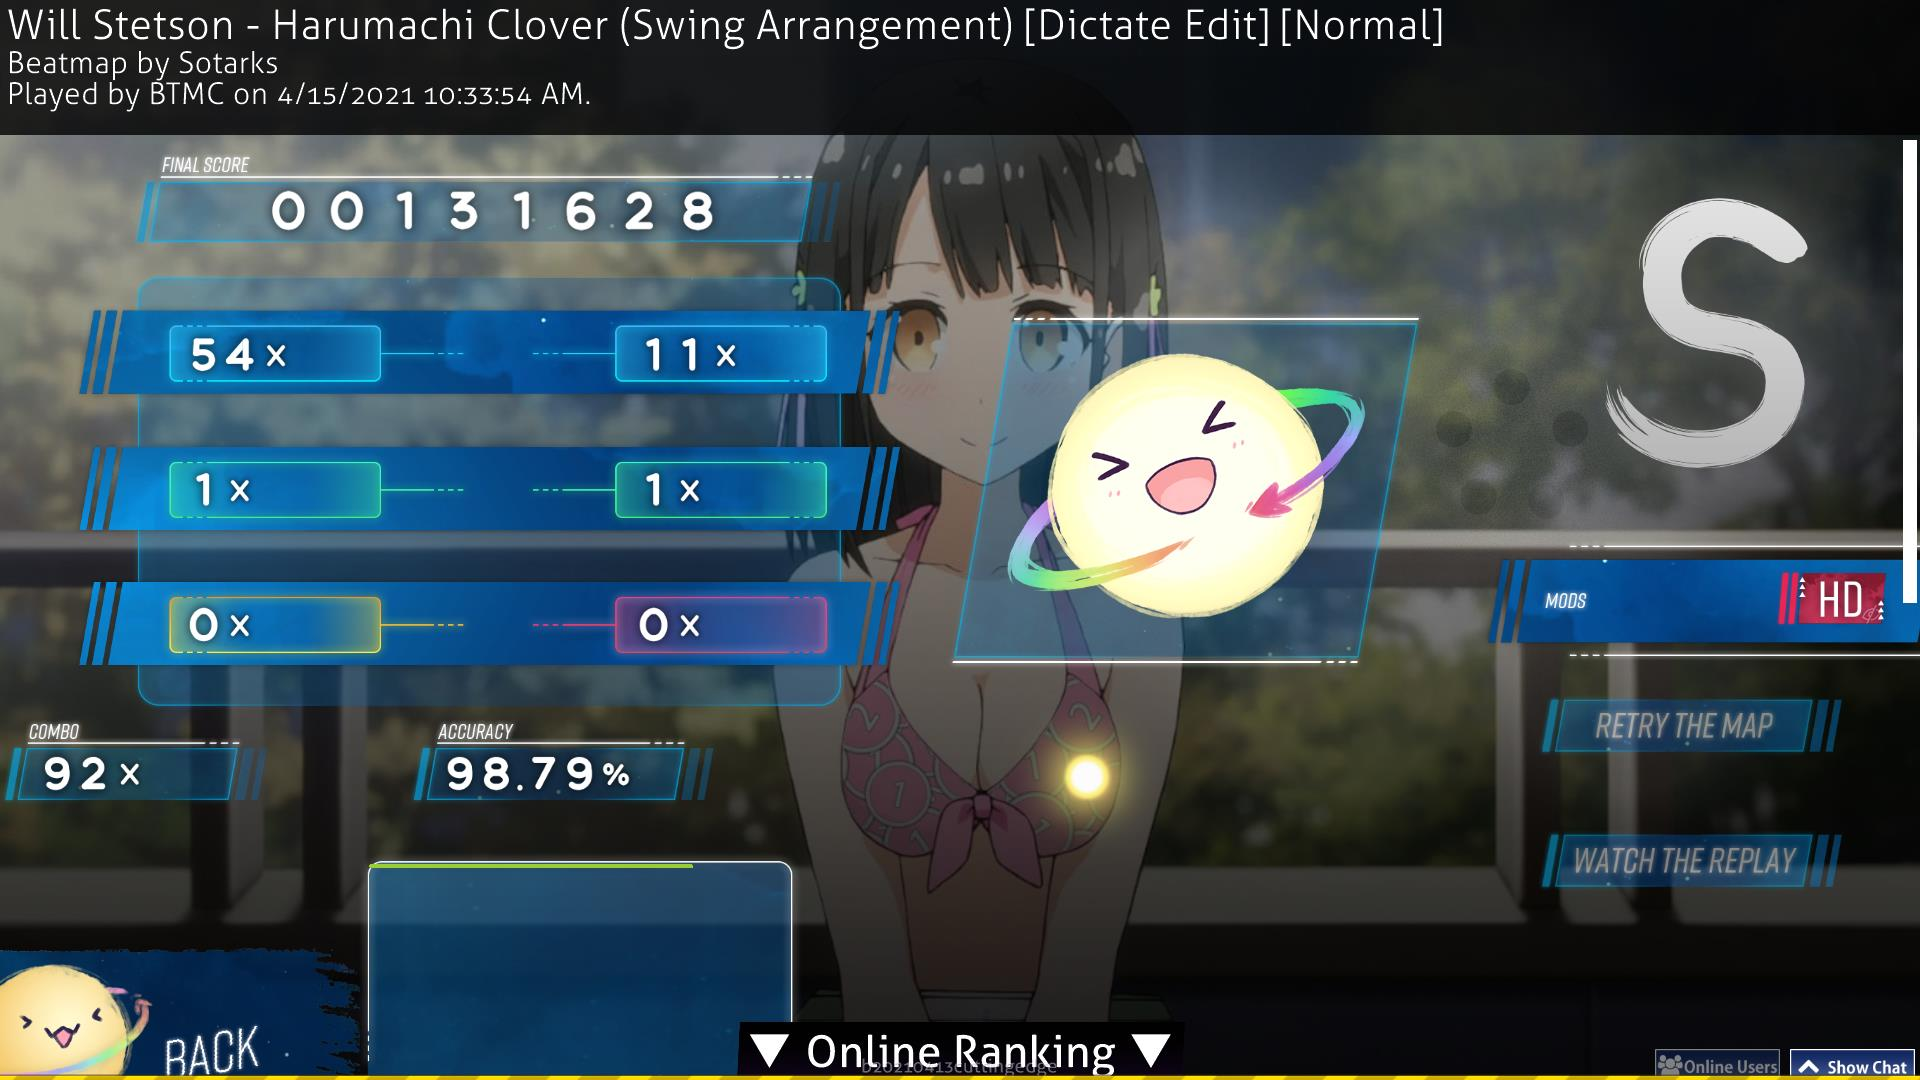 Will Stetson - Harumachi Clover (Swing Arrangement) [Dictate Edit] [Normal]
Beatmap by Sotarks
Played by BTMC on 4/15/2021 10:33:54 AM.
FINAL SCORE
00131628
54x 11x
1x 1x
0x 0x
S
MODS HD
COMBO ACCURACY
92x 98.79%
RETRY THE MAP
WATCH THE REPLAY
BACK
▼ Online Ranking ▼
b20210413cuttingedge
Online Users Show Chat